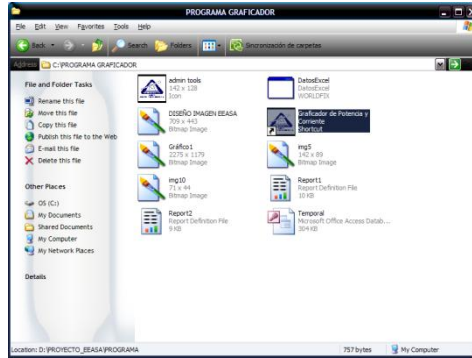 PROGRAMA GRAFICADOR
File Edit View Favorites Tools Help
Back Search Folders Sincronización de carpetas
Address C:\PROGRAMA GRAFICADOR
File and Folder Tasks
Rename this file
Move this file
Copy this file
Publish this file to the Web
E-mail this file
Delete this file
Other Places
OS (C:)
My Documents
Shared Documents
My Computer
My Network Places
Details
admin tools
142 x 128
Icon
DatosExcel
DatosExcel
WORLDFIX
DISEÑO IMAGEN EEASA
709 x 443
Bitmap Image
Graficador de Potencia y
Corriente
Shortcut
Gráfico1
2275 x 1179
Bitmap Image
img5
142 x 89
Bitmap Image
img10
71 x 44
Bitmap Image
Report1
Report Definition File
10 KB
Report2
Report Definition File
9 KB
Temporal
Microsoft Office Access Datab...
304 KB
Location: D:\PROYECTO_EEASA\PROGRAMA
757 bytes
My Computer